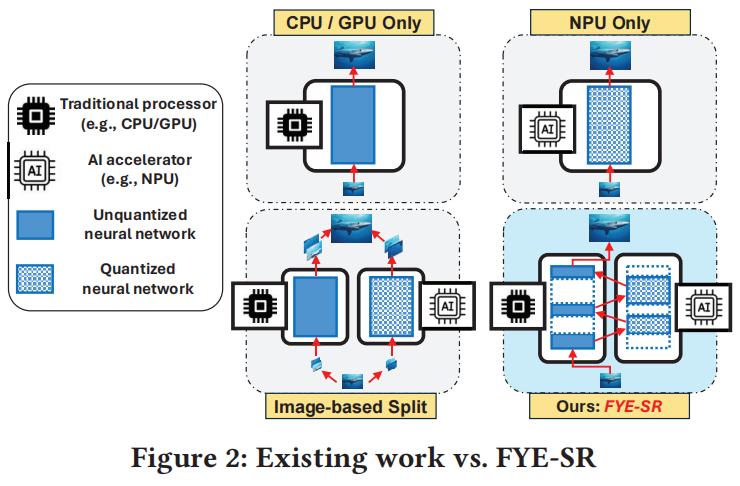 CPU / GPU Only
NPU Only
Traditional processor
(e.g., CPU/GPU)
AI
AI accelerator
(e.g., NPU)
Unquantized
neural network
Quantized
neural network
AI
AI
AI
Image-based Split
Ours: FYE-SR
Figure 2: Existing work vs. FYE-SR